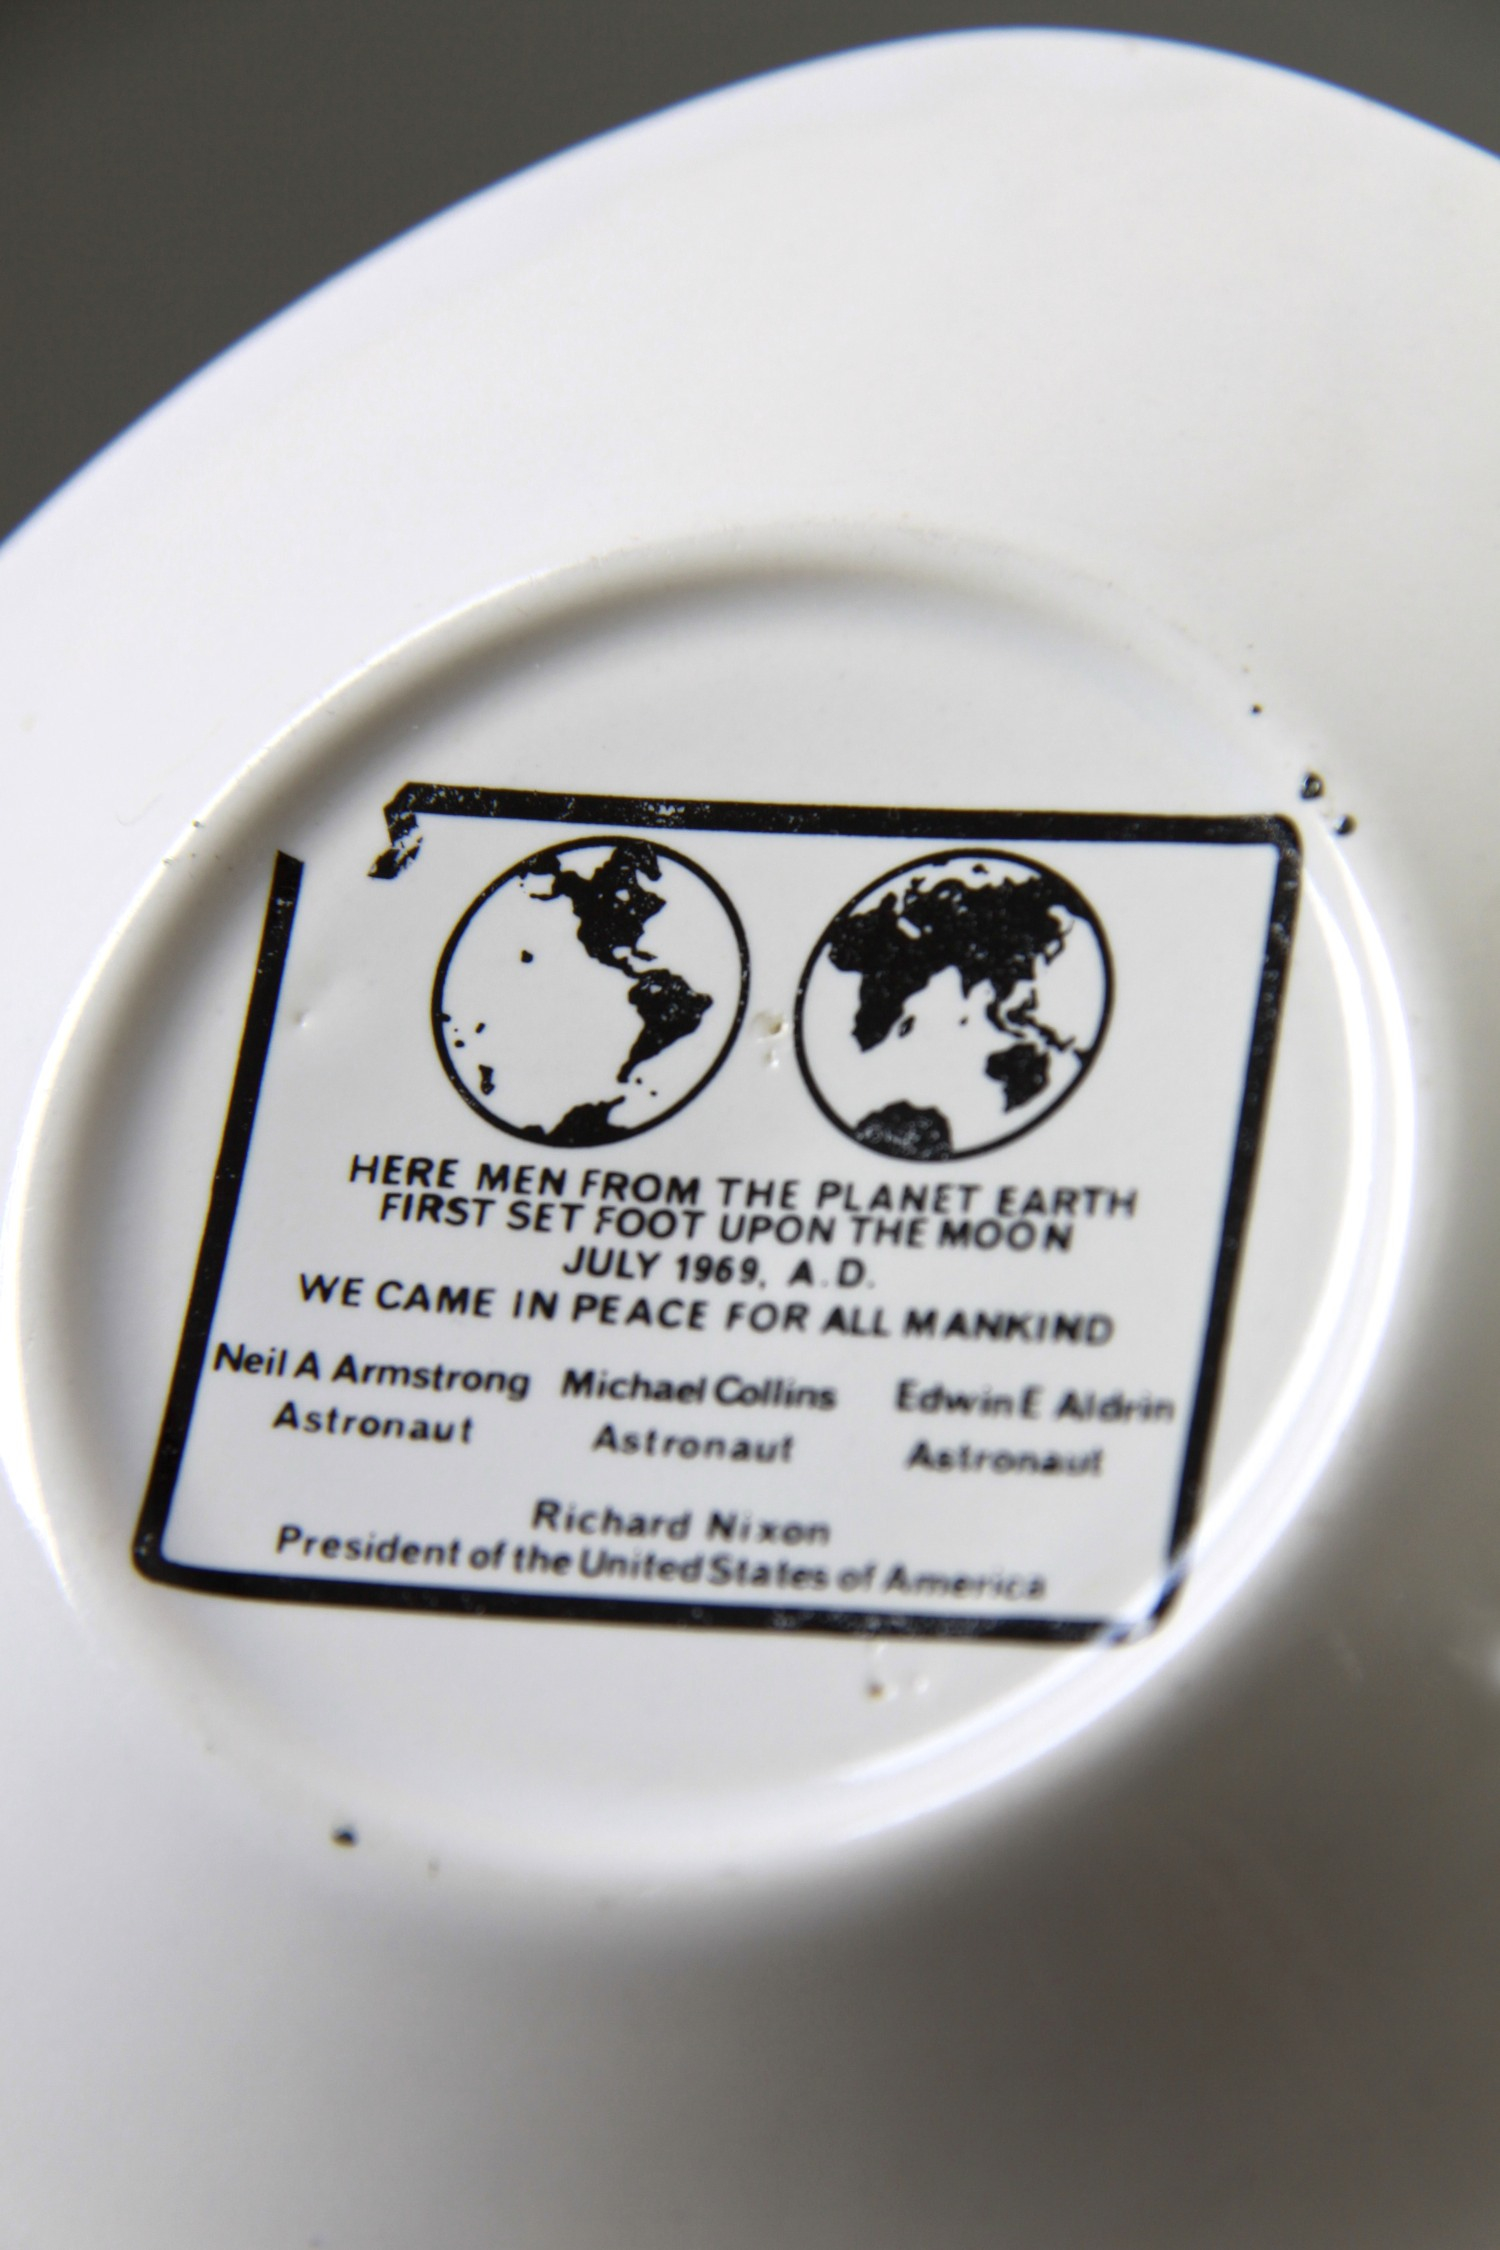 HERE MEN FROM THE PLANET EARTH
FIRST SET FOOT UPON THE MOON
JULY 1969, A.D.
WE CAME IN PEACE FOR ALL MANKIND
Neil A Armstrong Michael Collins Edwin E Aldrin
Astronaut Astronaut Astronaut
Richard Nixon
President of the United States of America